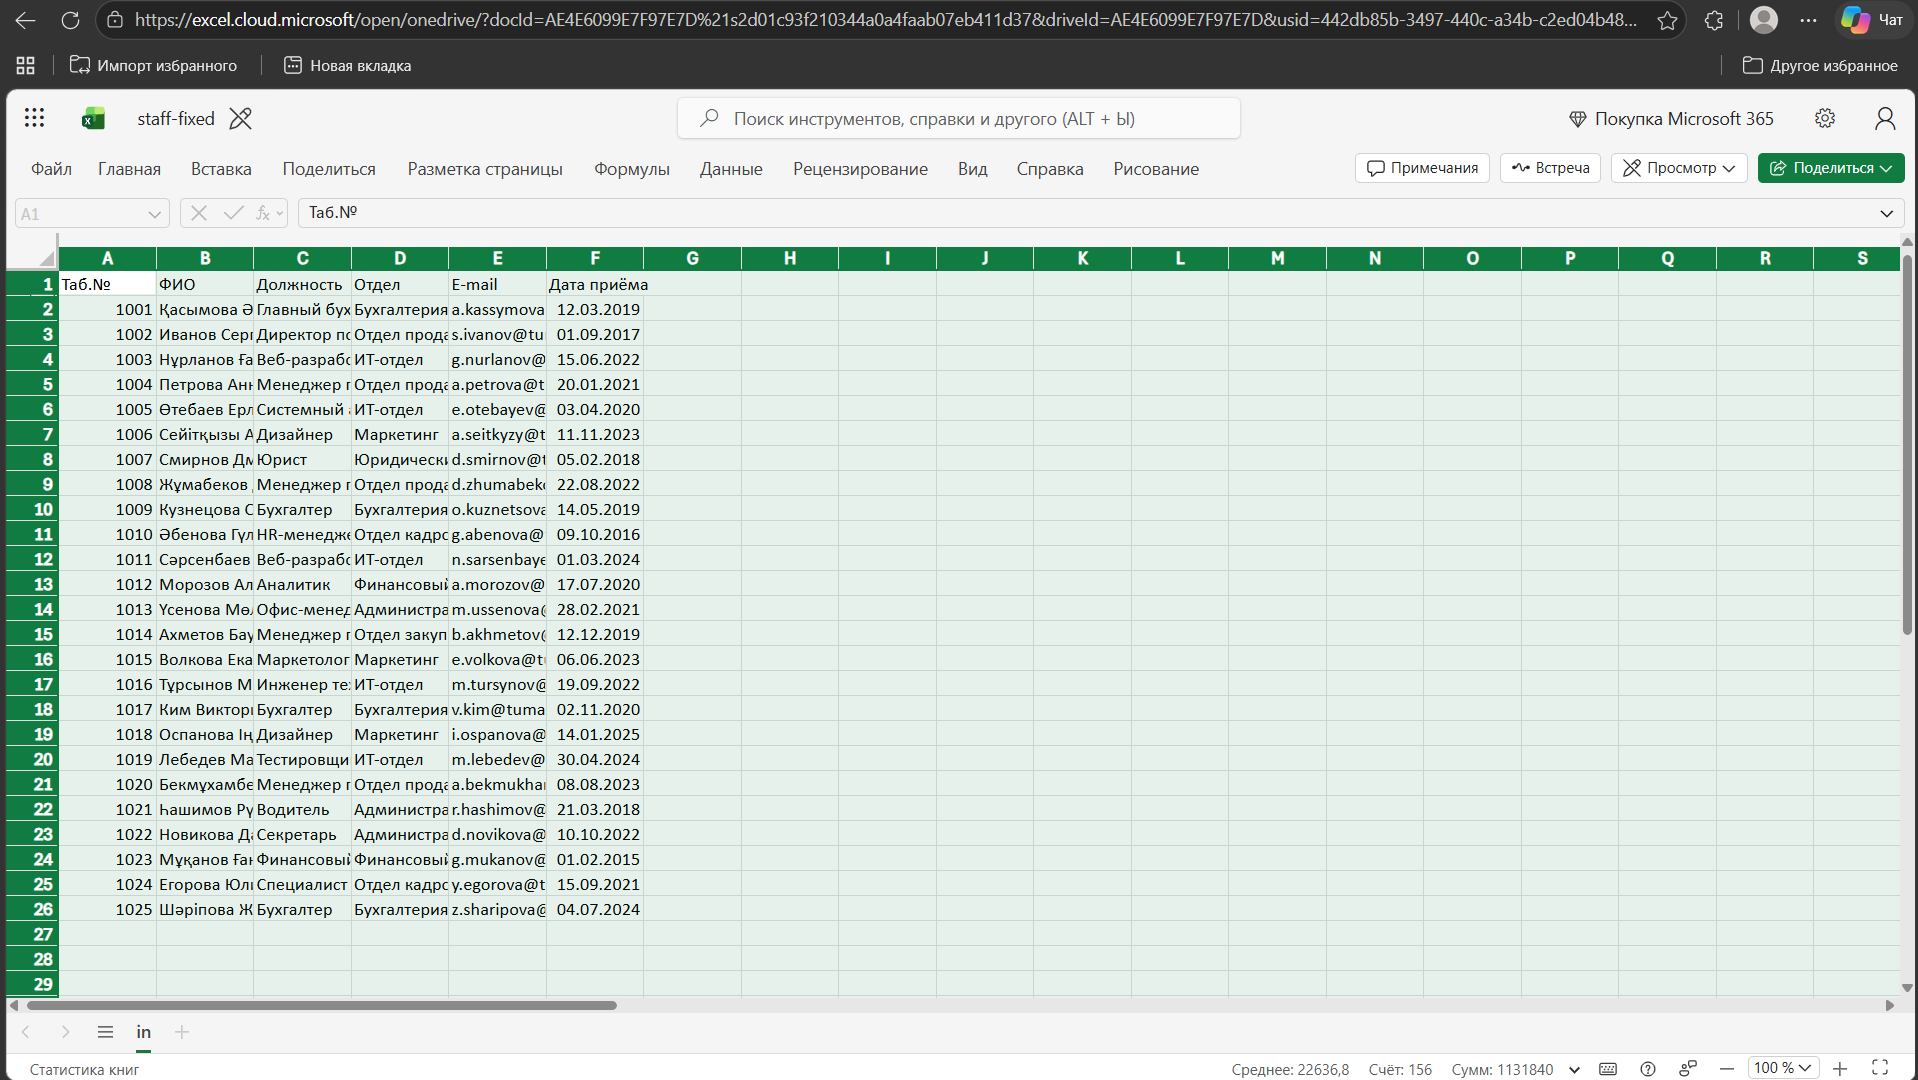 https://excel.cloud.microsoft/open/onedrive/?docId=AE4E6099E7F97E7D%21s2d01c93f210344a0a4faab07eb411d37&driveId=AE4E6099E7F97E7D&usid=442db85b-3497-440c-a34b-c2ed04b48... Чат
Импорт избранного Новая вкладка Другое избранное
staff-fixed Поиск инструментов, справки и другого (ALT + Ы) Покупка Microsoft 365
Файл Главная Вставка Поделиться Разметка страницы Формулы Данные Рецензирование Вид Справка Рисование Примечания Встреча Просмотр Поделиться
A1 fx Таб.№
A B C D E F G H I J K L M N O P Q R S
1 Таб.№ ФИО Должность Отдел E-mail Дата приёма
2 1001 Қасымова Ә Главный бух Бухгалтерия a.kassymova 12.03.2019
3 1002 Иванов Серг Директор по Отдел прода s.ivanov@tu 01.09.2017
4 1003 Нұрланов Ға Веб-разрабо ИТ-отдел g.nurlanov@ 15.06.2022
5 1004 Петрова Анн Менеджер п Отдел прода a.petrova@t 20.01.2021
6 1005 Өтебаев Ерл Системный а ИТ-отдел e.otebayev@ 03.04.2020
7 1006 Сейітқызы А Дизайнер Маркетинг a.seitkyzy@t 11.11.2023
8 1007 Смирнов Дм Юрист Юридически d.smirnov@t 05.02.2018
9 1008 Жұмабеков Менеджер п Отдел прода d.zhumabeko 22.08.2022
10 1009 Кузнецова О Бухгалтер Бухгалтерия o.kuznetsova 14.05.2019
11 1010 Әбенова Гүл HR-менедже Отдел кадро g.abenova@ 09.10.2016
12 1011 Сәрсенбаев Веб-разрабо ИТ-отдел n.sarsenbaye 01.03.2024
13 1012 Морозов Ал Аналитик Финансовый a.morozov@ 17.07.2020
14 1013 Үсенова Мөл Офис-менед Администра m.ussenova@ 28.02.2021
15 1014 Ахметов Бау Менеджер п Отдел закуп b.akhmetov@ 12.12.2019
16 1015 Волкова Ека Маркетолог Маркетинг e.volkova@t 06.06.2023
17 1016 Тұрсынов М Инженер тех ИТ-отдел m.tursynov@ 19.09.2022
18 1017 Ким Виктори Бухгалтер Бухгалтерия v.kim@tuma 02.11.2020
19 1018 Оспанова Ің Дизайнер Маркетинг i.ospanova@ 14.01.2025
20 1019 Лебедев Ма Тестировщи ИТ-отдел m.lebedev@ 30.04.2024
21 1020 Бекмұхамбе Менеджер п Отдел прода a.bekmukhar 08.08.2023
22 1021 Һашимов Рү Водитель Администра r.hashimov@ 21.03.2018
23 1022 Новикова Да Секретарь Администра d.novikova@ 10.10.2022
24 1023 Мұқанов Ған Финансовый Финансовый g.mukanov@ 01.02.2015
25 1024 Егорова Юли Специалист Отдел кадро y.egorova@t 15.09.2021
26 1025 Шәріпова Ж Бухгалтер Бухгалтерия z.sharipova@ 04.07.2024
27
28
29
in
Статистика книг Среднее: 22636,8 Счёт: 156 Сумм: 1131840 100 %